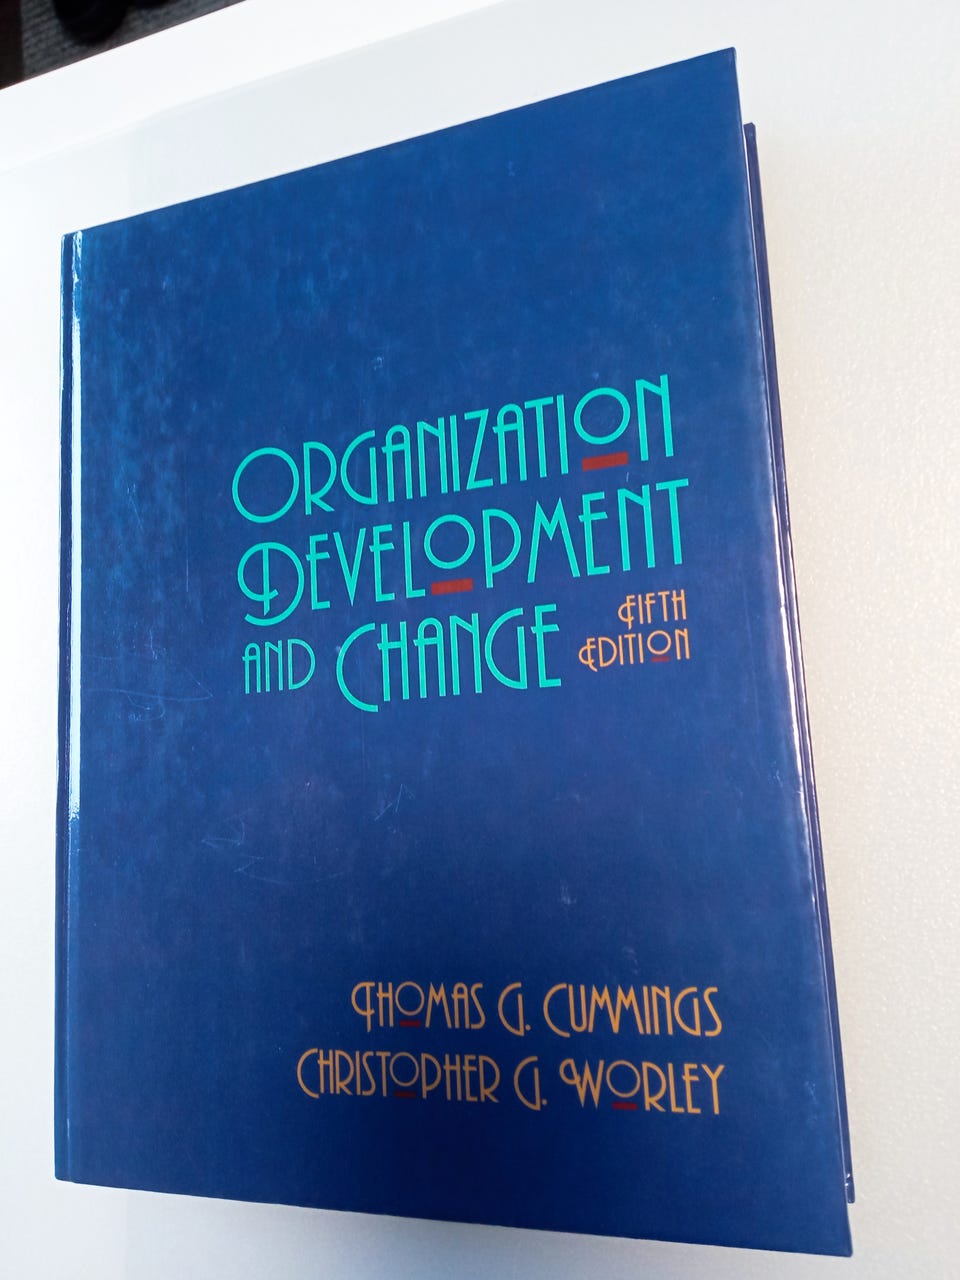 ORGANIZATION
DEVELOPMENT
AND CHANGE
FIFTH
EDITION
THOMAS G. CUMMINGS
CHRISTOPHER G. WORLEY